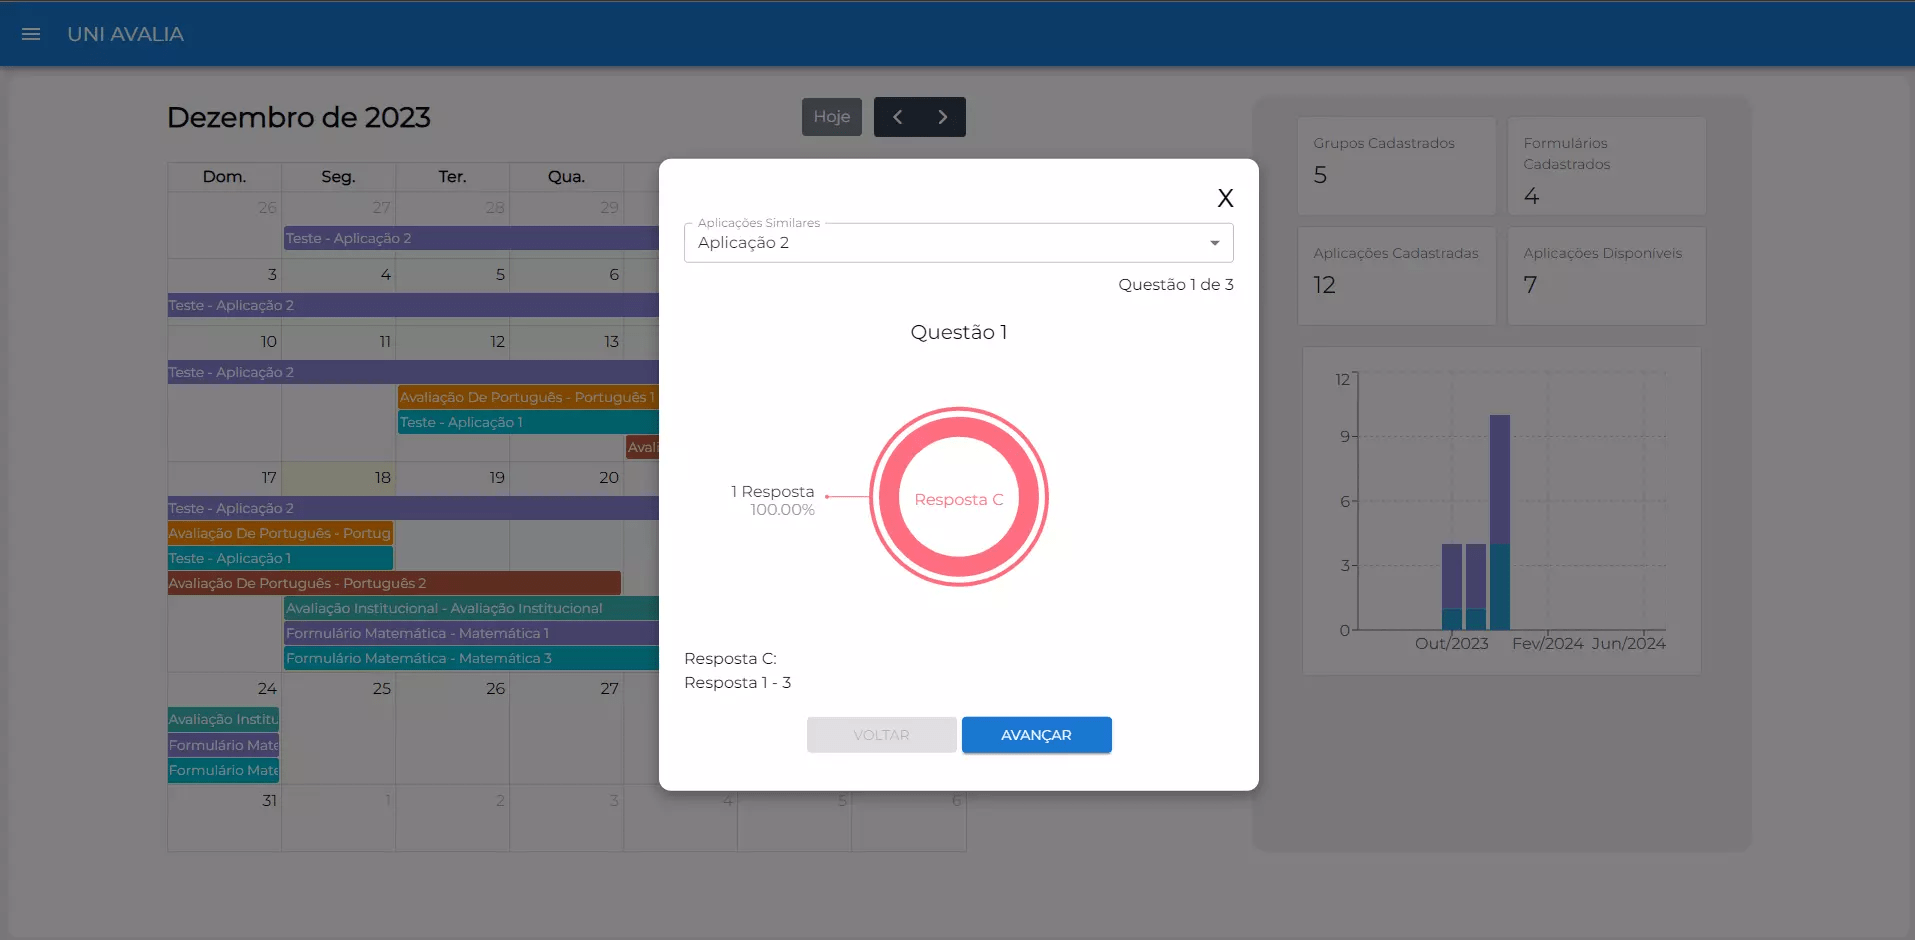 UNI AVALIA
Dezembro de 2023
Hoje
Dom. Seg. Ter. Qua.
26 27 28 29
Teste - Aplicação 2
3 4 5 6
Teste - Aplicação 2
10 11 12 13
Teste - Aplicação 2
Avaliação De Português - Português 1
Teste - Aplicação 1
Avali
17 18 19 20
Teste - Aplicação 2
Avaliação De Português - Portug
Teste - Aplicação 1
Avaliação De Português - Português 2
Avaliação Institucional - Avaliação Institucional
Formulário Matemática - Matemática 1
Formulário Matemática - Matemática 3
24 25 26 27
Avaliação Institu
Formulário Mate
Formulário Mate
31 1 2 3 4 5 6
X
Aplicações Similares
Aplicação 2
Questão 1 de 3
Questão 1
1 Resposta
100.00%
Resposta C
Resposta C:
Resposta 1 - 3
VOLTAR
AVANÇAR
Grupos Cadastrados
5
Formulários
Cadastrados
4
Aplicações Cadastradas
12
Aplicações Disponíveis
7
12
9
6
3
0
Out/2023 Fev/2024 Jun/2024